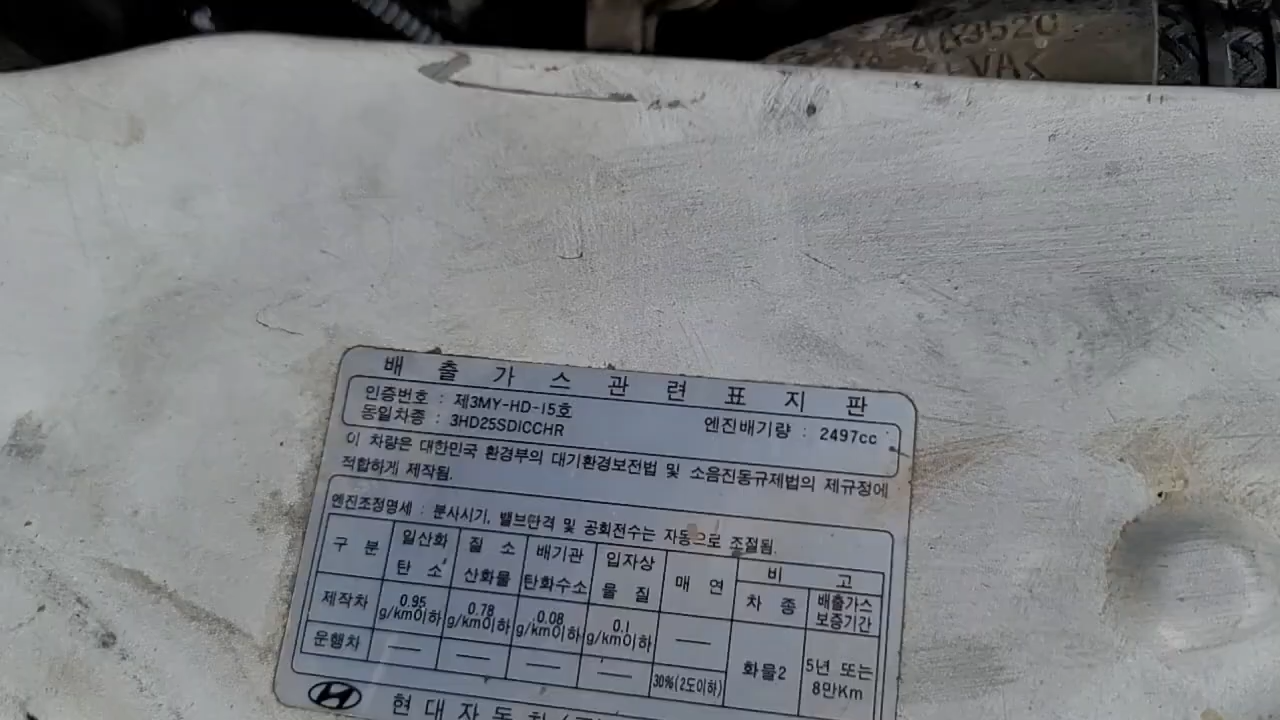 4A3520
배 출 가 스 관 련 표 지 판
인증번호 : 제3MY-HD-15호 엔진배기량 : 2497cc
동일차종 : 3HD25SDICCHR
이 차량은 대한민국 환경부의 대기환경보전법 및 소음진동규제법의 제규정에
적합하게 제작됨.
엔진조정명세 : 분사시기, 밸브탄격 및 공회전수는 자동으로 조절됨.
구 분 일산화 탄 소 질 소 산화물 배기관 탄화수소 입자상 물 질 매 연 비 고
차 종 배출가스 보증기간
제작차 0.95 g/km이하 0.78 g/km이하 0.08 g/km이하 0.1 g/km이하 — 화물2 5년 또는 8만Km
운행차 — — — — 30%(2도이하)
현대자동차